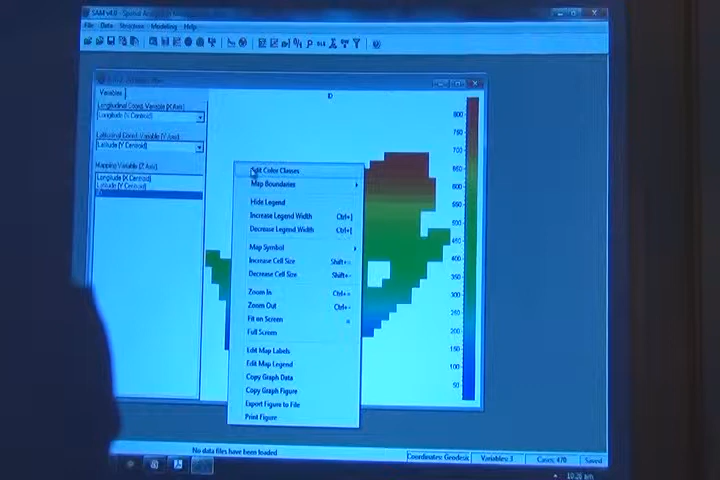 SAM v4.0 - Spatial Analysis in
File Data Structure Modeling Help
Variables
Longitudinal Coord. Variable (X Axis)
Longitude (X Centroid)
Latitudinal Coord. Variable (Y Axis)
Latitude (Y Centroid)
Mapping Variable (Z Axis)
Longitude (X Centroid)
Latitude (Y Centroid)
D
Edit Color Classes
Map Boundaries
Hide Legend
Increase Legend Width Ctrl+]
Decrease Legend Width Ctrl+[
Map Symbol
Increase Cell Size
Decrease Cell Size
Zoom In
Zoom Out
Fit on Screen
Full Screen
Edit Map Labels
Edit Map Legend
Copy Graph Data
Copy Graph Figure
Export Figure to File
Print Figure
800
750
700
650
600
550
500
450
400
350
300
250
200
150
100
50
No data files have been loaded
Coordinates: Geodesic
Variables: 3
Cases: 470
Saved
10:26 am